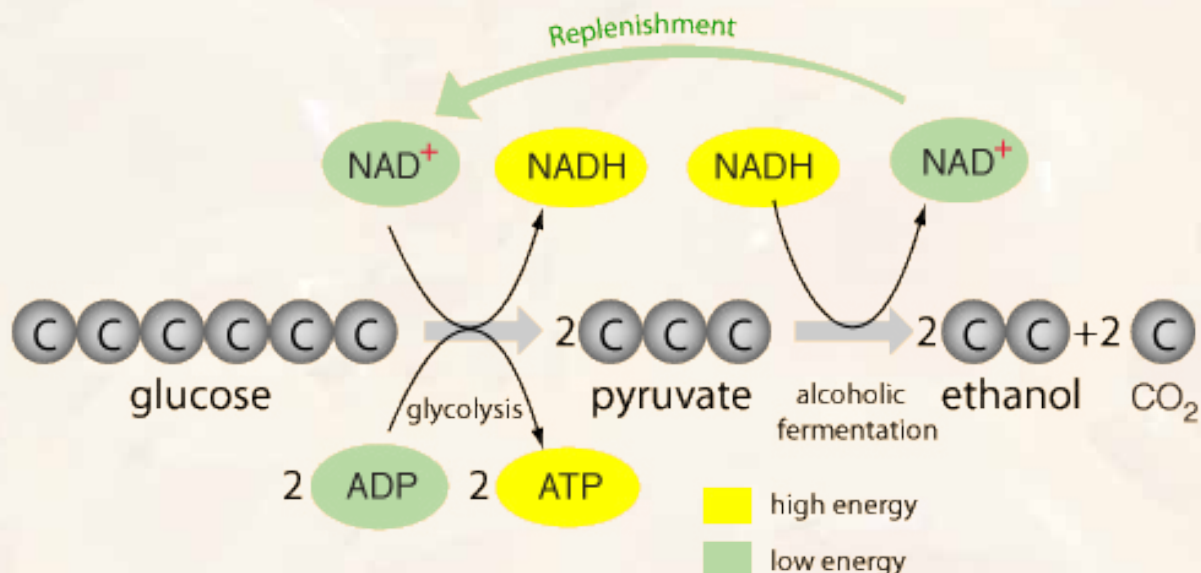 Replenishment
NAD+ NADH NADH NAD+
C C C C C C 2 C C C 2 C C +2 C
glucose glycolysis pyruvate alcoholic fermentation ethanol CO₂
2 ADP 2 ATP
high energy
low energy